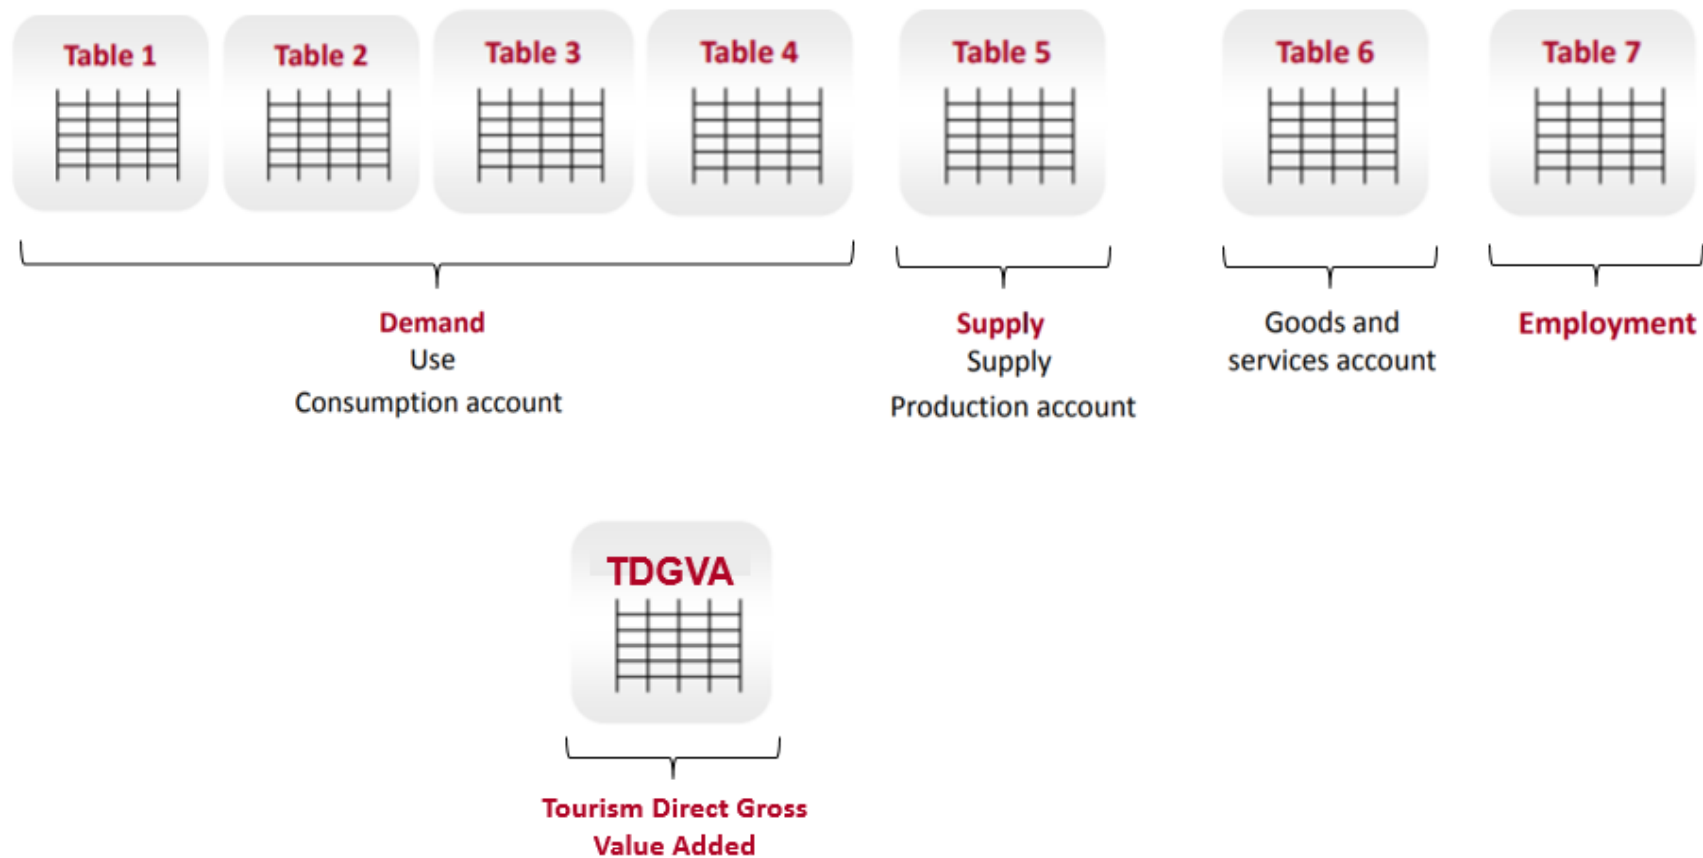 Table 1
Table 2
Table 3
Table 4
Table 5
Table 6
Table 7
Demand
Use
Consumption account
Supply
Supply
Production account
Goods and
services account
Employment
TDGVA
Tourism Direct Gross
Value Added